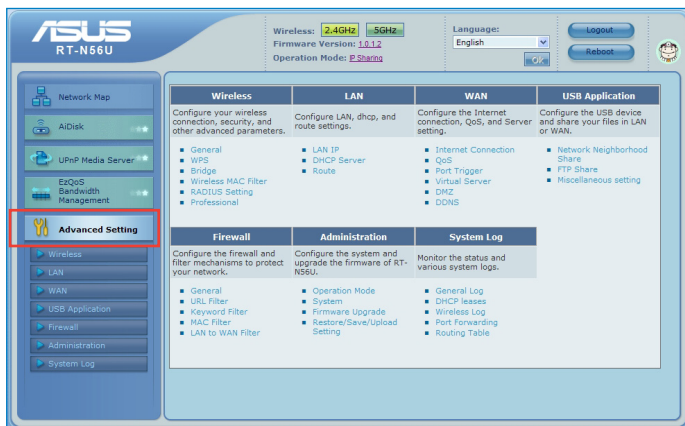 ASUS
RT-N56U
Wireless: 2.4GHz 5GHz
Firmware Version: 1.0.1.2
Operation Mode: IP Sharing
Language:
English
OK
Logout
Reboot
Network Map
AiDisk
UPnP Media Server
EzQoS
Bandwidth
Management
Advanced Setting
Wireless
LAN
WAN
USB Application
Firewall
Administration
System Log
Wireless
Configure your wireless
connection, security, and
other advanced parameters.
General
WPS
Bridge
Wireless MAC Filter
RADIUS Setting
Professional
LAN
Configure LAN, dhcp, and
route settings.
LAN IP
DHCP Server
Route
WAN
Configure the Internet
connection, QoS, and Server
setting.
Internet Connection
QoS
Port Trigger
Virtual Server
DMZ
DDNS
USB Application
Configure the USB device
and share your files in LAN
or WAN.
Network Neighborhood
Share
FTP Share
Miscellaneous setting
Firewall
Configure the firewall and
filter mechanisms to protect
your network.
General
URL Filter
Keyword Filter
MAC Filter
LAN to WAN Filter
Administration
Configure the system and
upgrade the firmware of RT-
N56U.
Operation Mode
System
Firmware Upgrade
Restore/Save/Upload
Setting
System Log
Monitor the status and
various system logs.
General Log
DHCP leases
Wireless Log
Port Forwarding
Routing Table